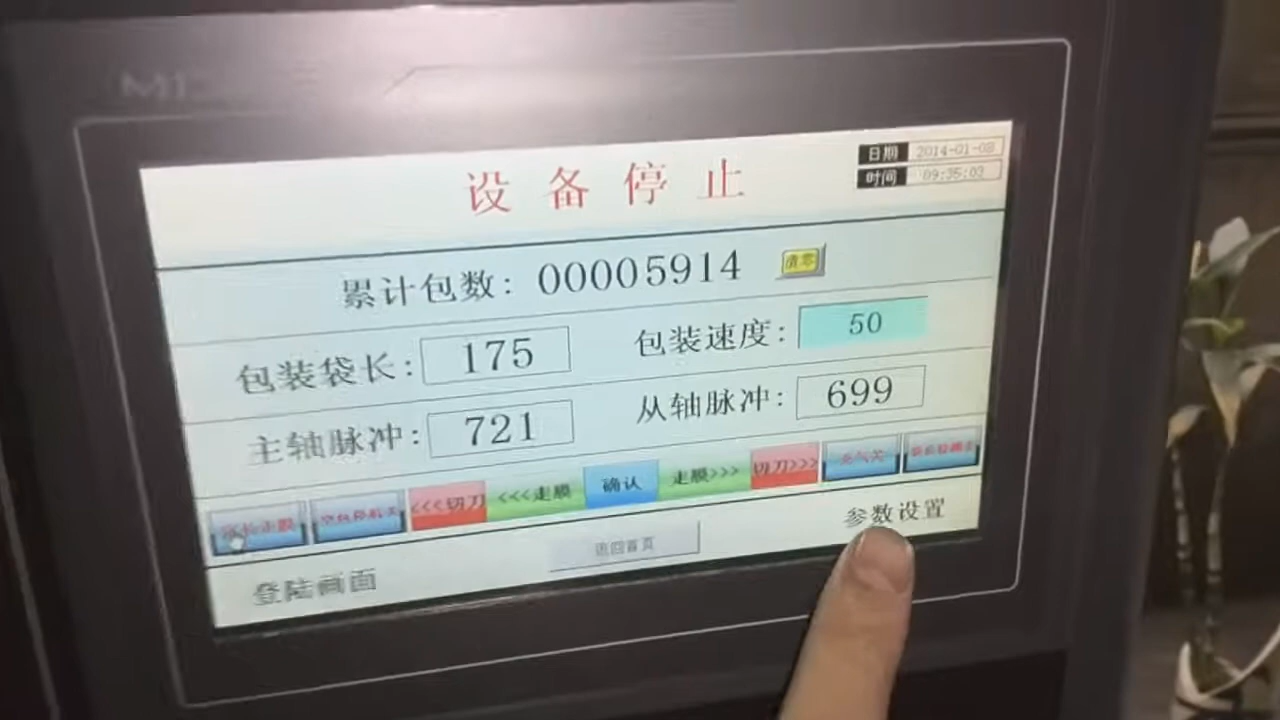 设备停止
日期 2014-01-08
时间 09:35:03
累计包数: 00005914 清零
包装袋长: 175 包装速度: 50
主轴脉冲: 721 从轴脉冲: 699
<<<切刀 <<<走膜 确认 走膜>>> 切刀>>> 充气关
登陆画面 返回首页 参数设置